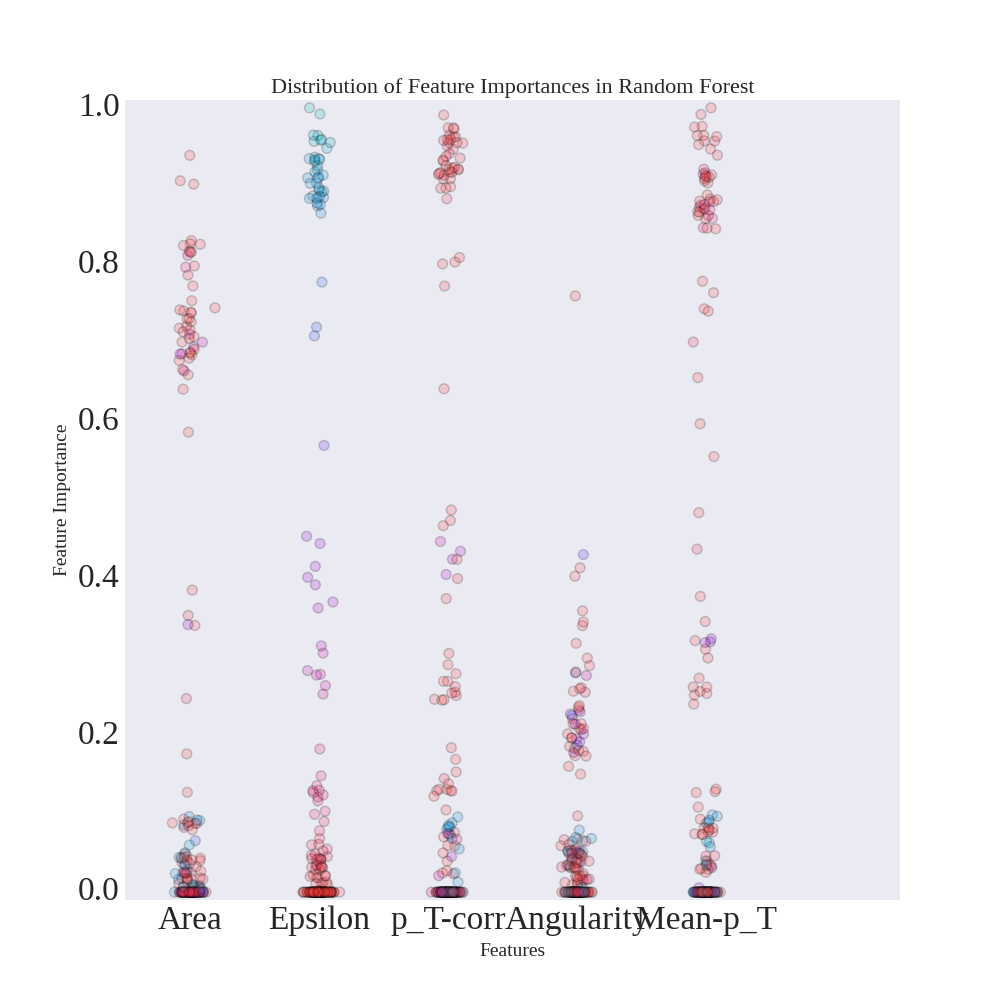 Distribution of Feature Importances in Random Forest
1.0
0.8
0.6
0.4
0.2
0.0
Feature Importance
Area Epsilon p_T-corr Angularity Mean-p_T
Features